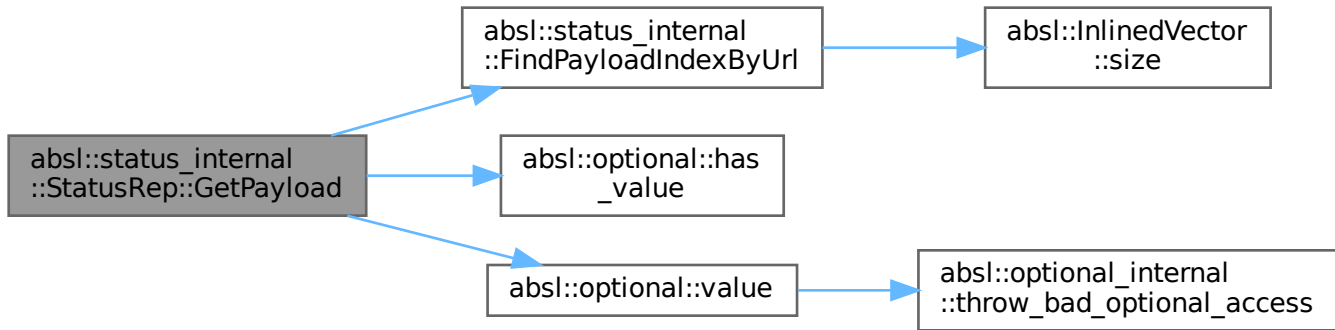 absl::status_internal
::StatusRep::GetPayload
absl::status_internal
::FindPayloadIndexByUrl
absl::InlinedVector
::size
absl::optional::has
_value
absl::optional::value
absl::optional_internal
::throw_bad_optional_access